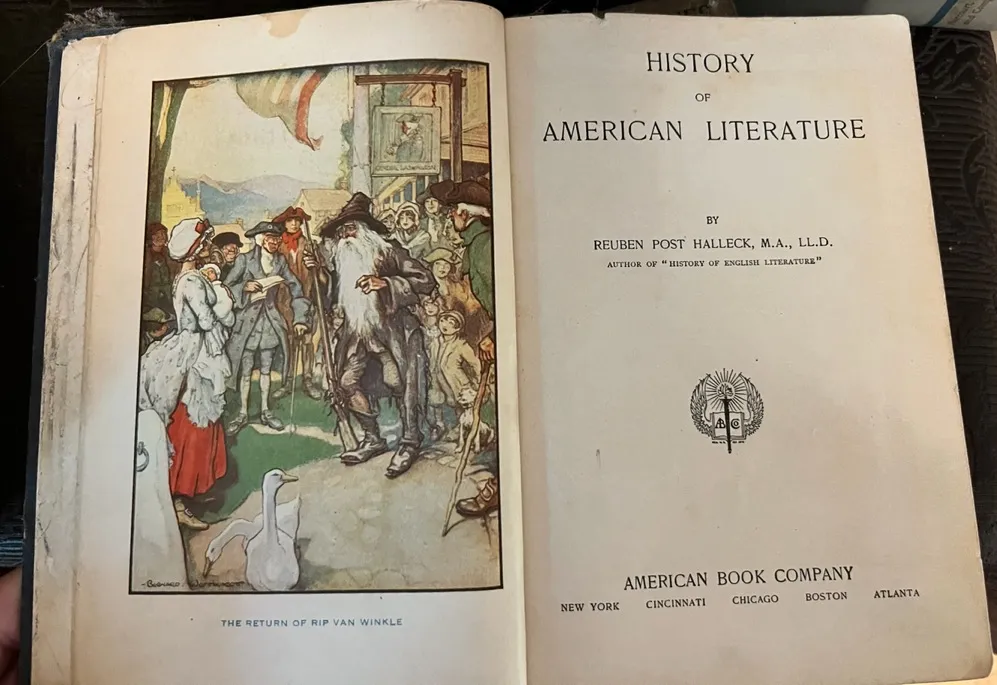 THE RETURN OF RIP VAN WINKLE
HISTORY
OF
AMERICAN LITERATURE
BY
REUBEN POST HALLECK, M.A., LL.D.
AUTHOR OF "HISTORY OF ENGLISH LITERATURE"
AMERICAN BOOK COMPANY
NEW YORK CINCINNATI CHICAGO BOSTON ATLANTA